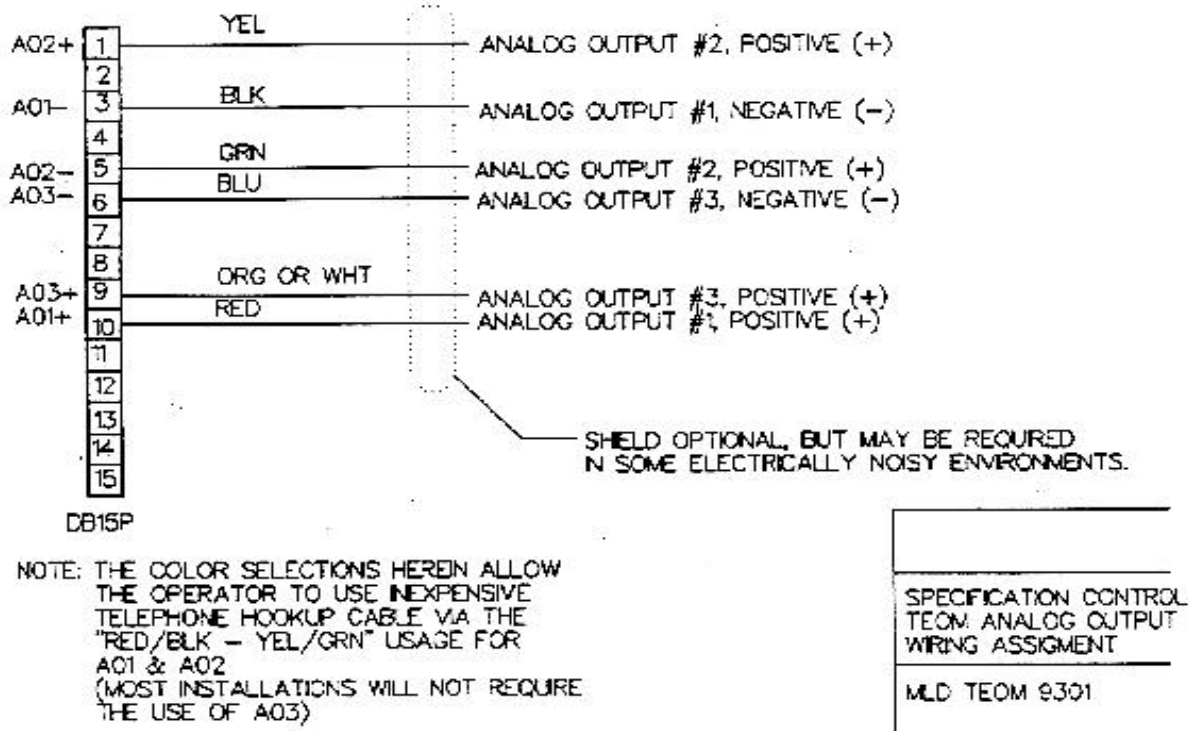 YEL
A02+ 1 ANALOG OUTPUT #2, POSITIVE (+)
2
BLK
A01- 3 ANALOG OUTPUT #1, NEGATIVE (-)
4
GRN
A02- 5 ANALOG OUTPUT #2, POSITIVE (+)
BLU
A03- 6 ANALOG OUTPUT #3, NEGATIVE (-)
7
8
ORG OR WHT
A03+ 9 ANALOG OUTPUT #3, POSITIVE (+)
RED
A01+ 10 ANALOG OUTPUT #1, POSITIVE (+)
11
12
13
14
15
SHIELD OPTIONAL, BUT MAY BE REQUIRED
IN SOME ELECTRICALLY NOISY ENVIRONMENTS.
DB15P
NOTE: THE COLOR SELECTIONS HEREIN ALLOW
THE OPERATOR TO USE INEXPENSIVE
TELEPHONE HOOKUP CABLE VIA THE
"RED/BLK - YEL/GRN" USAGE FOR
A01 & A02
(MOST INSTALLATIONS WILL NOT REQUIRE
THE USE OF A03)
SPECIFICATION CONTROL
TEOM ANALOG OUTPUT
WIRING ASSIGMENT
MLD TEOM 9301